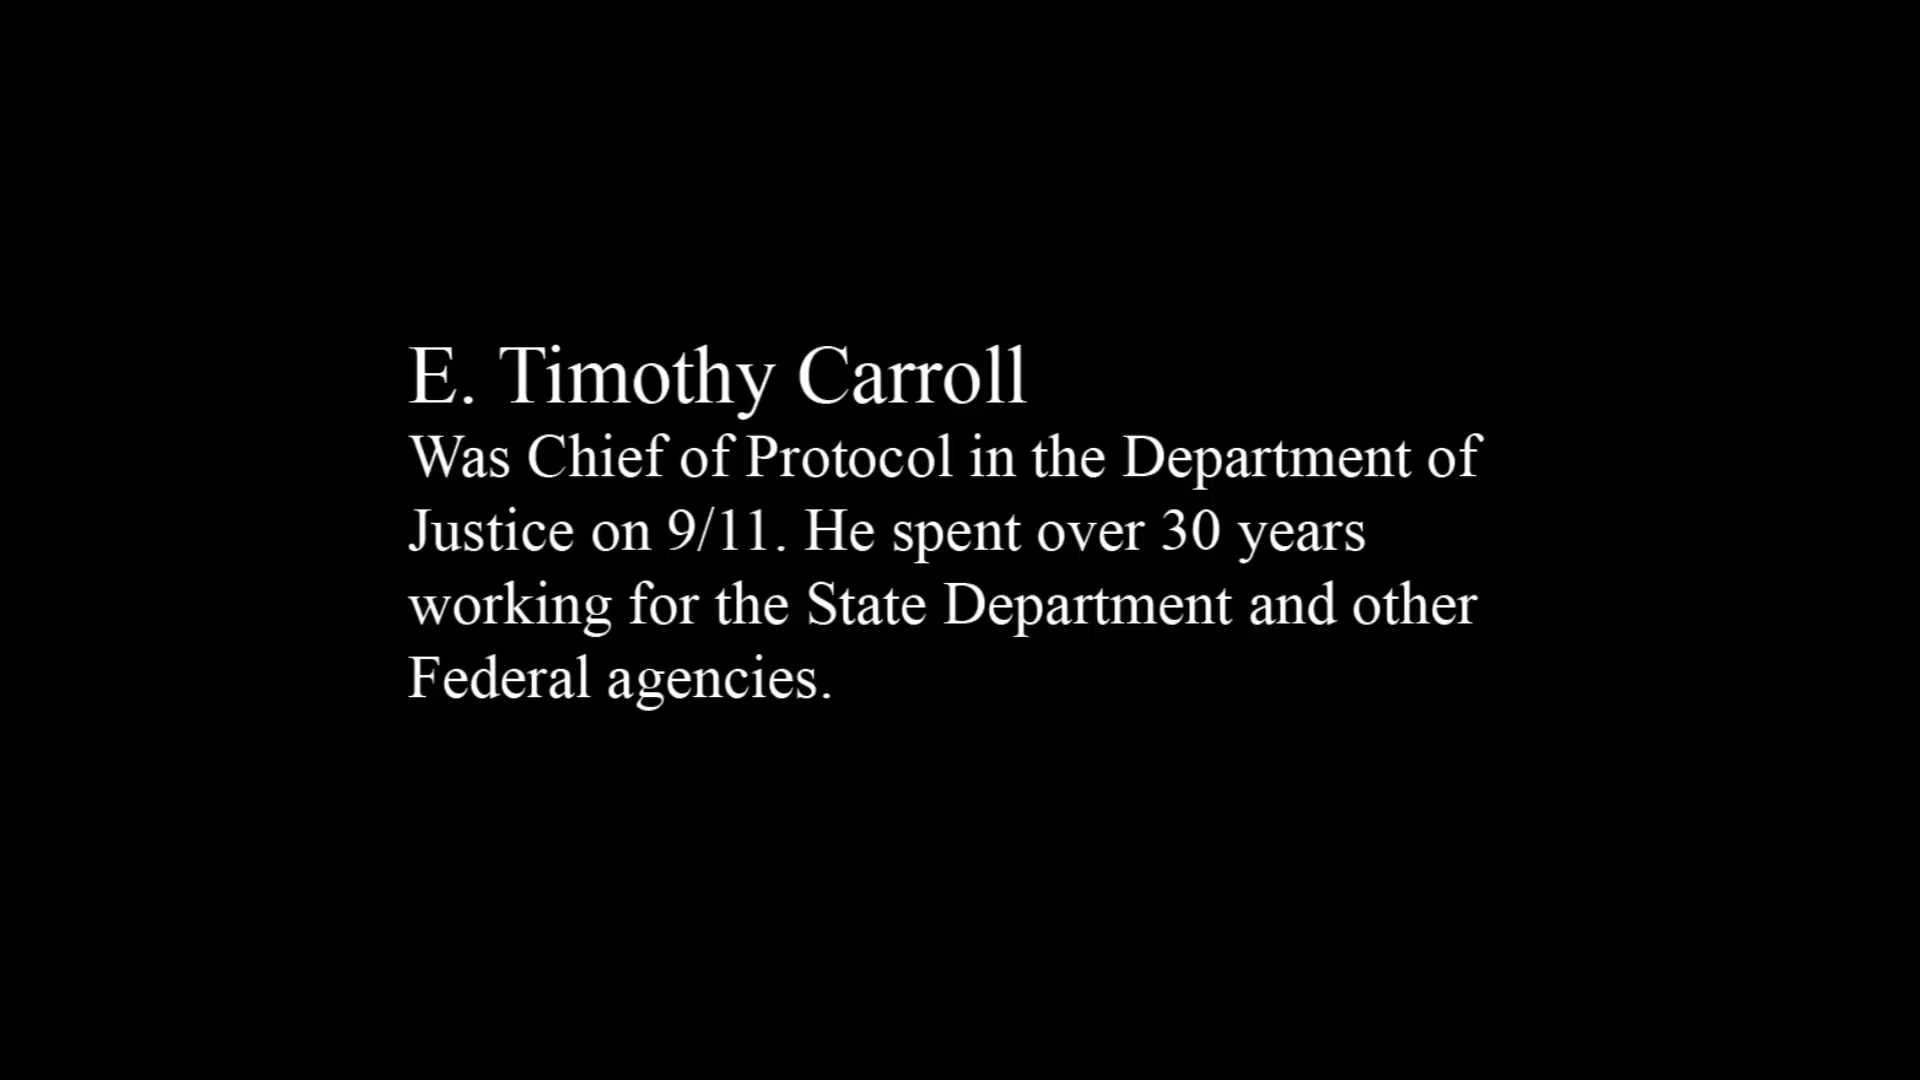 E. Timothy Carroll
Was Chief of Protocol in the Department of
Justice on 9/11. He spent over 30 years
working for the State Department and other
Federal agencies.